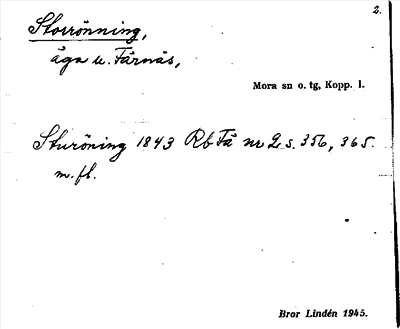 2.
Storrönning,
äga u. Färnäs,
Mora sn o. tg, Kopp. l.
Sturöning 1843 Rb Fä nr 2 s. 356, 365.
m. fl.
Bror Lindén 1945.